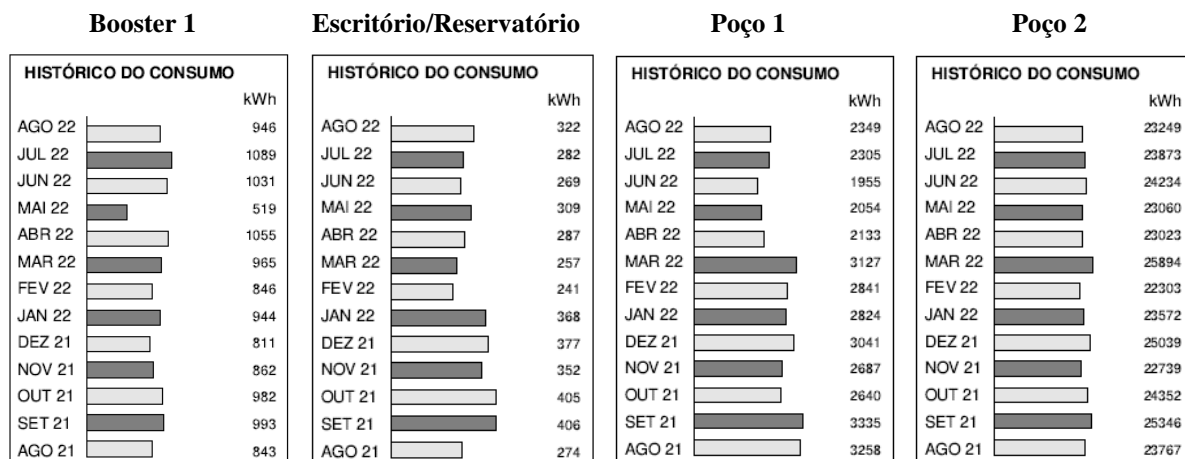 Booster 1
HISTÓRICO DO CONSUMO
kWh
AGO 22 946
JUL 22 1089
JUN 22 1031
MAI 22 519
ABR 22 1055
MAR 22 965
FEV 22 846
JAN 22 944
DEZ 21 811
NOV 21 862
OUT 21 982
SET 21 993
AGO 21 843
Escritório/Reservatório
HISTÓRICO DO CONSUMO
kWh
AGO 22 322
JUL 22 282
JUN 22 269
MAI 22 309
ABR 22 287
MAR 22 257
FEV 22 241
JAN 22 368
DEZ 21 377
NOV 21 352
OUT 21 405
SET 21 406
AGO 21 274
Poço 1
HISTÓRICO DO CONSUMO
kWh
AGO 22 2349
JUL 22 2305
JUN 22 1955
MAI 22 2054
ABR 22 2133
MAR 22 3127
FEV 22 2841
JAN 22 2824
DEZ 21 3041
NOV 21 2687
OUT 21 2640
SET 21 3335
AGO 21 3258
Poço 2
HISTÓRICO DO CONSUMO
kWh
AGO 22 23249
JUL 22 23873
JUN 22 24234
MAI 22 23060
ABR 22 23023
MAR 22 25894
FEV 22 22303
JAN 22 23572
DEZ 21 25039
NOV 21 22739
OUT 21 24352
SET 21 25346
AGO 21 23767